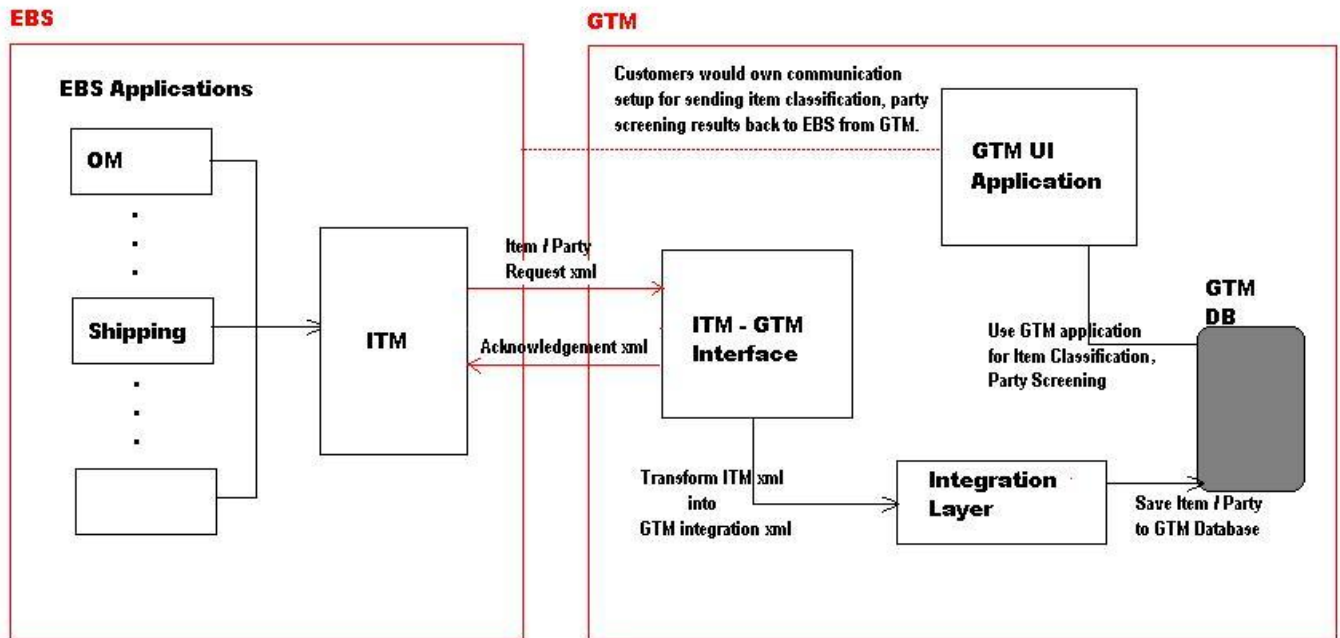 EBS
GTM
EBS Applications
OM
Shipping
ITM
Item / Party
Request xml
Acknowledgement xml
Customers would own communication
setup for sending item classification, party
screening results back to EBS from GTM.
GTM UI
Application
ITM - GTM
Interface
Use GTM application
for Item Classification,
Party Screening
GTM
DB
Transform ITM xml
into
GTM integration xml
Integration
Layer
Save Item / Party
to GTM Database